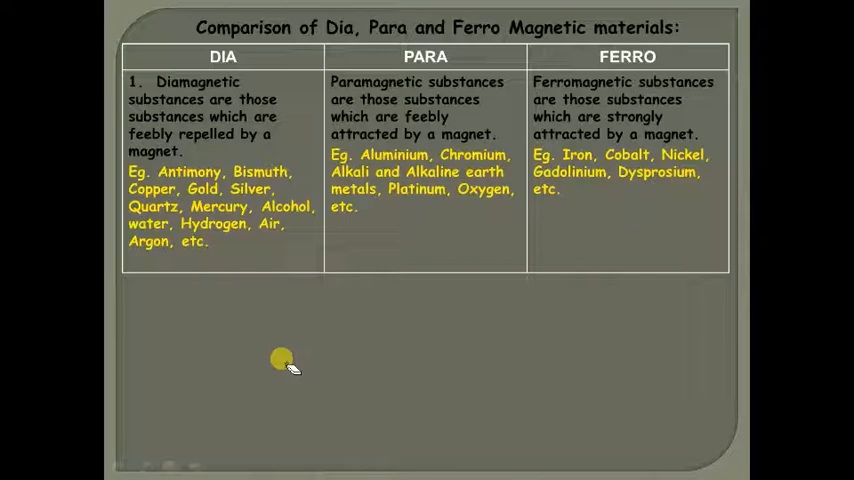 Comparison of Dia, Para and Ferro Magnetic materials:
DIA
PARA
FERRO
1. Diamagnetic
substances are those
substances which are
feebly repelled by a
magnet.
Eg. Antimony, Bismuth,
Copper, Gold, Silver,
Quartz, Mercury, Alcohol,
water, Hydrogen, Air,
Argon, etc.
Paramagnetic substances
are those substances
which are feebly
attracted by a magnet.
Eg. Aluminium, Chromium,
Alkali and Alkaline earth
metals, Platinum, Oxygen,
etc.
Ferromagnetic substances
are those substances
which are strongly
attracted by a magnet.
Eg. Iron, Cobalt, Nickel,
Gadolinium, Dysprosium,
etc.